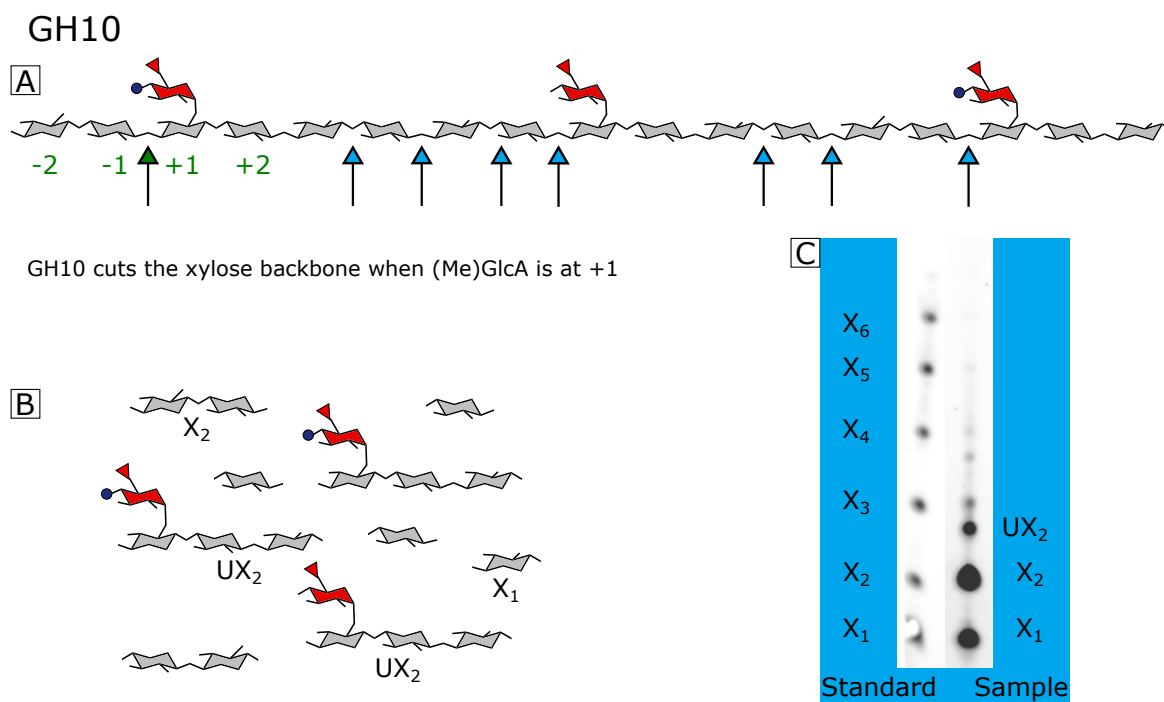 GH10
A
-2 -1 +1 +2
GH10 cuts the xylose backbone when (Me)GlcA is at +1
B
X₂
UX₂
X₁
UX₂
C
X₆
X₅
X₄
X₃
UX₂
X₂ X₂
X₁ X₁
Standard Sample